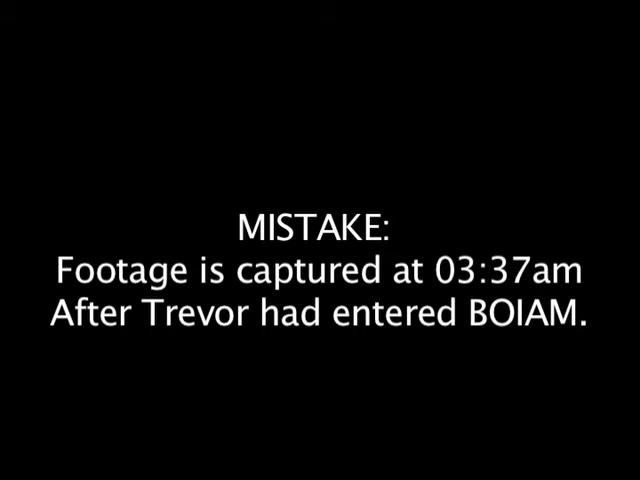 MISTAKE:
Footage is captured at 03:37am
After Trevor had entered BOIAM.